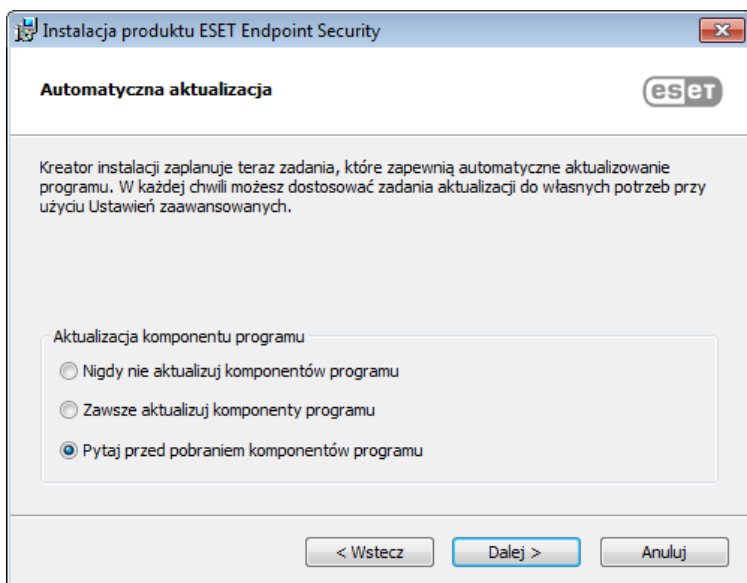 Instalacja produktu ESET Endpoint Security
Automatyczna aktualizacja
eseT
Kreator instalacji zaplanuje teraz zadania, które zapewnią automatyczne aktualizowanie
programu. W każdej chwili możesz dostosować zadania aktualizacji do własnych potrzeb przy
użyciu Ustawień zaawansowanych.
Aktualizacja komponentu programu
Nigdy nie aktualizuj komponentów programu
Zawsze aktualizuj komponenty programu
Pytaj przed pobraniem komponentów programu
< Wstecz Dalej > Anuluj